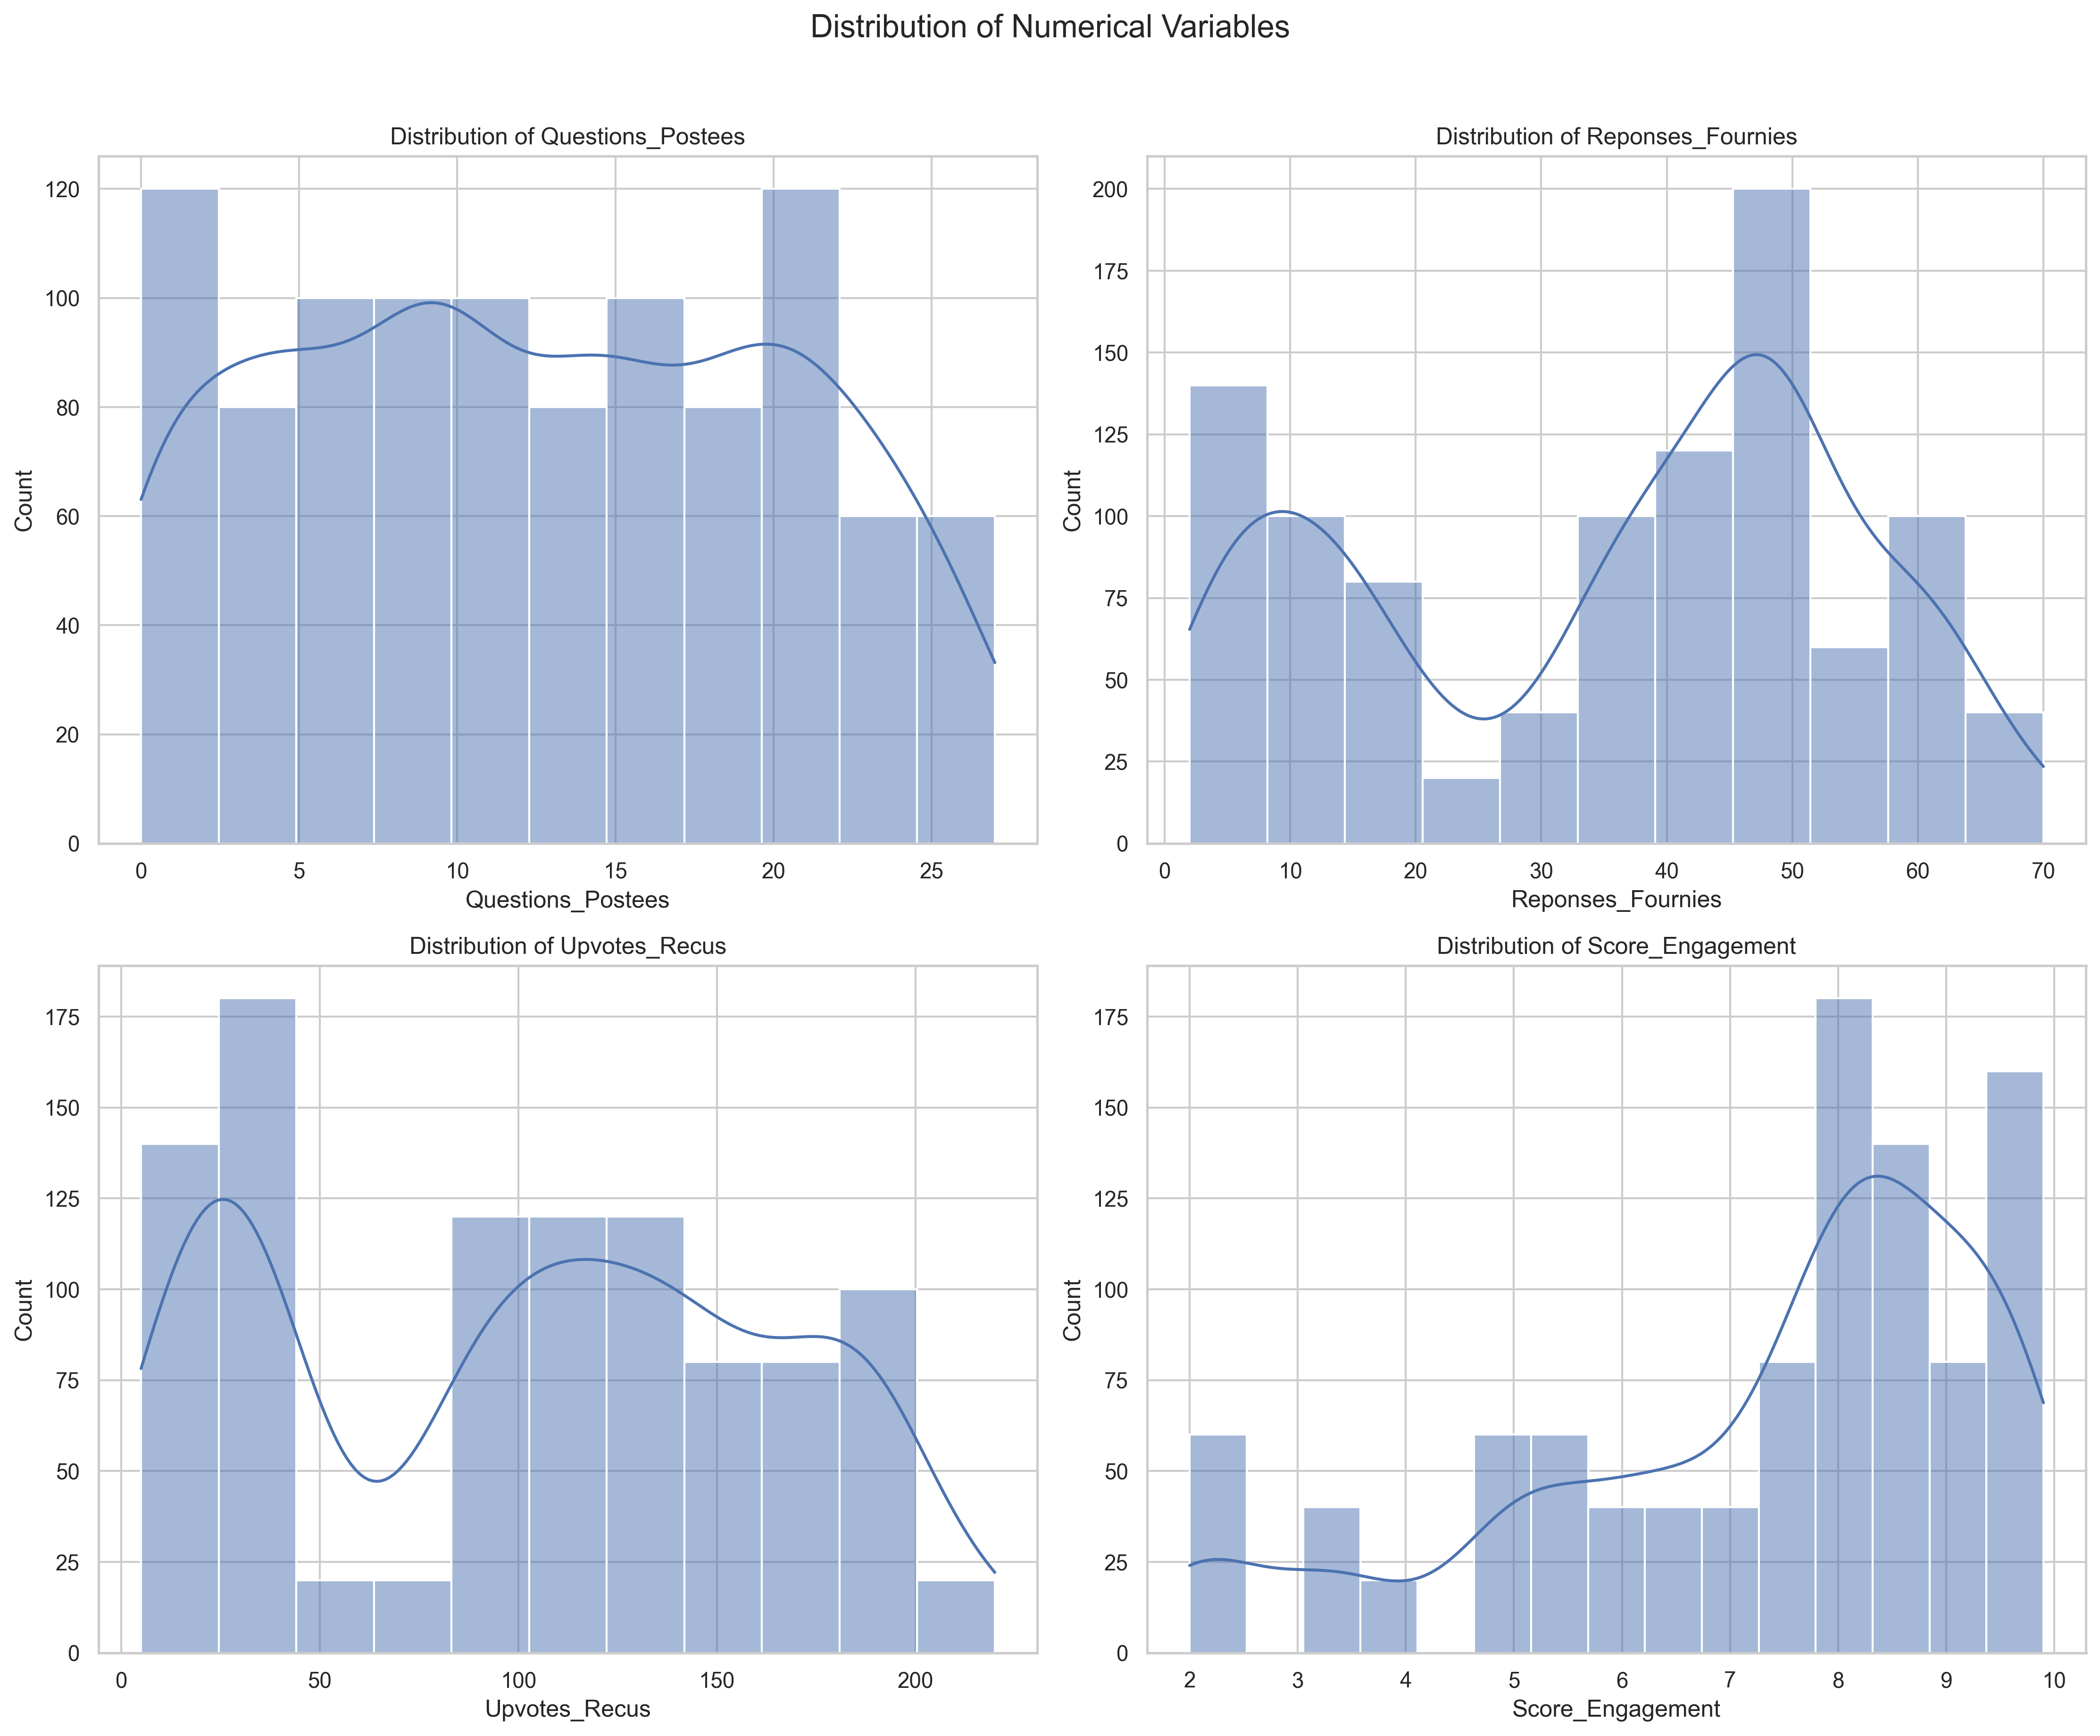 Distribution of Numerical Variables
Distribution of Questions_Postees
120
100
80
60
40
20
0
Count
0 5 10 15 20 25
Questions_Postees
Distribution of Reponses_Fournies
200
175
150
125
100
75
50
25
0
Count
0 10 20 30 40 50 60 70
Reponses_Fournies
Distribution of Upvotes_Recus
175
150
125
100
75
50
25
0
Count
0 50 100 150 200
Upvotes_Recus
Distribution of Score_Engagement
175
150
125
100
75
50
25
0
Count
2 3 4 5 6 7 8 9 10
Score_Engagement